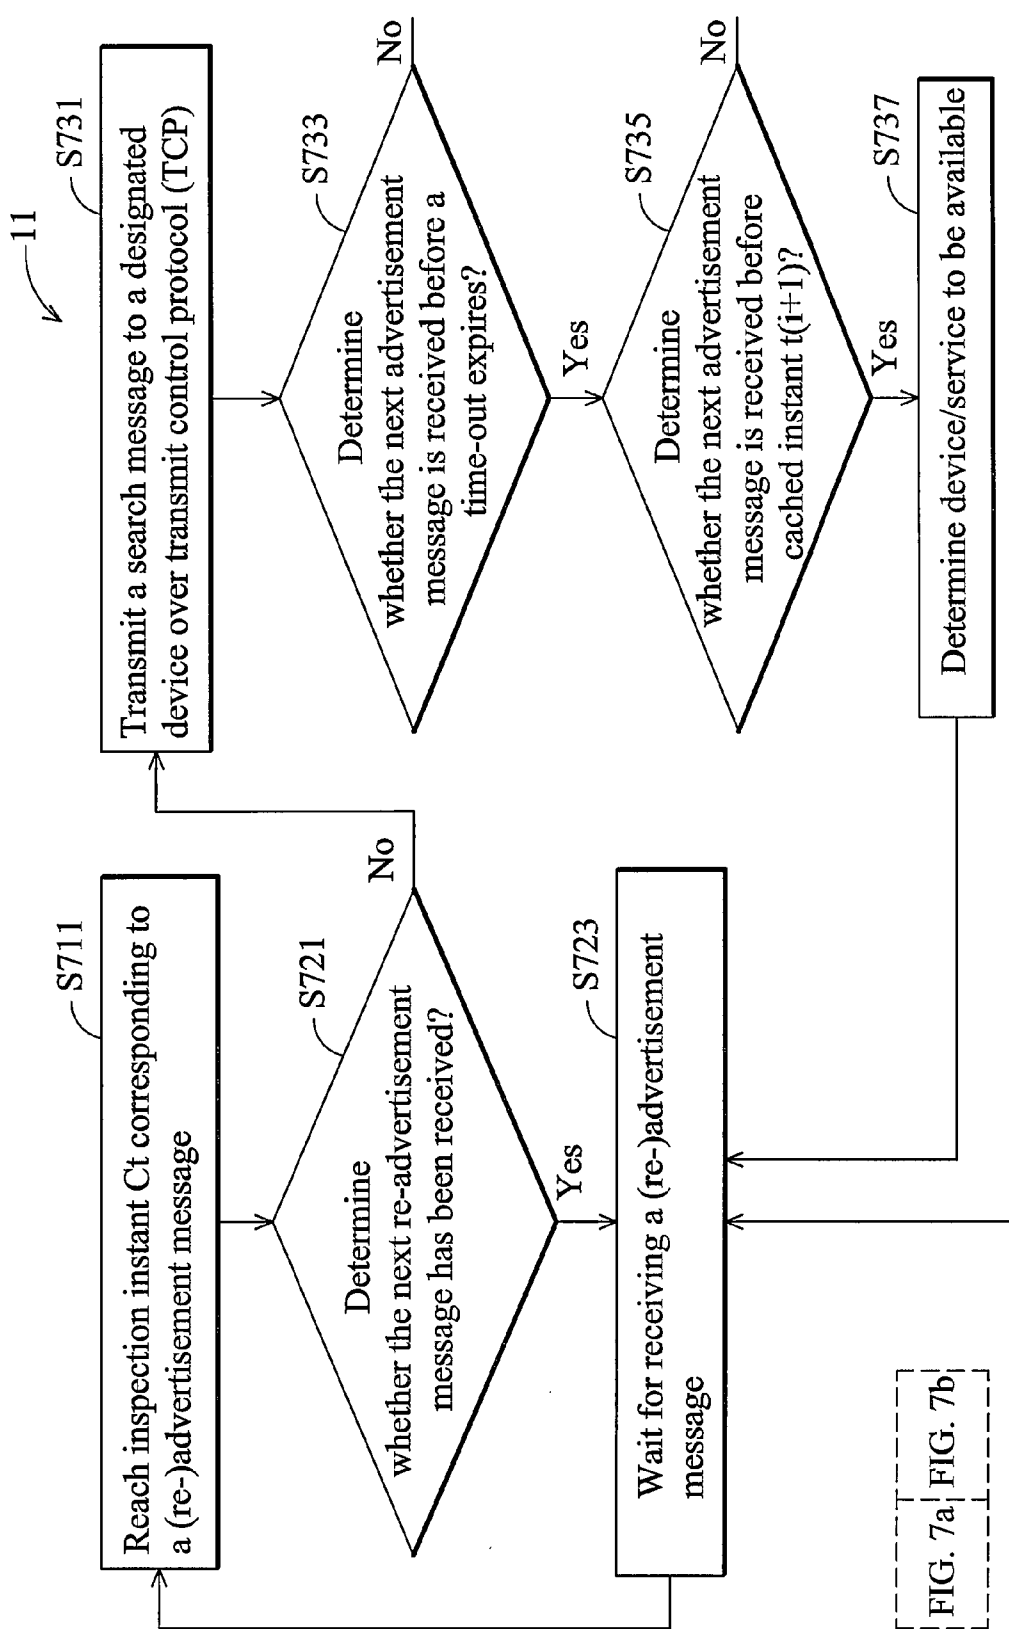 11
S711
Reach inspection instant Ct corresponding to
a (re-)advertisement message
S721
Determine
whether the next re-advertisement
message has been received?
No
Yes
S723
Wait for receiving a (re-)advertisement
message
S731
Transmit a search message to a designated
device over transmit control protocol (TCP)
S733
Determine
whether the next advertisement
message is received before a
time-out expires?
No
Yes
S735
Determine
whether the next advertisement
message is received before
cached instant t(i+1)?
No
Yes
S737
Determine device/service to be available
FIG. 7a FIG. 7b